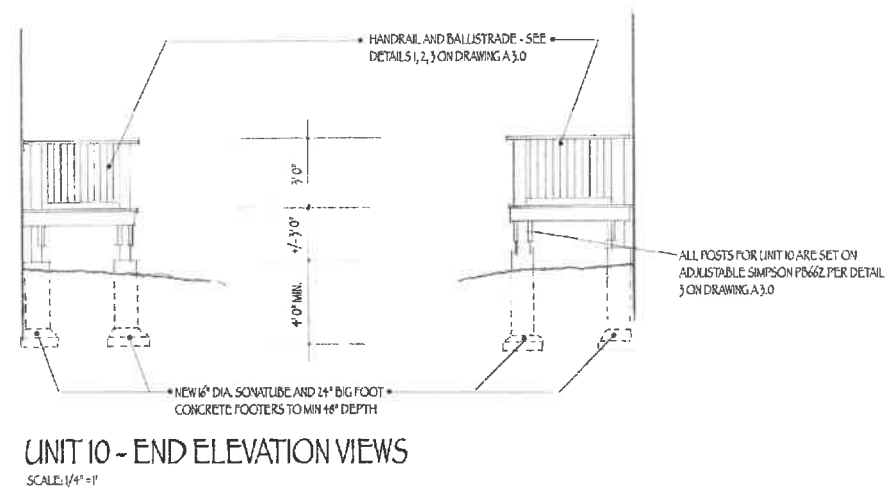 HANDRAIL AND BALUSTRADE - SEE
DETAILS 1, 2, 3 ON DRAWING A 3.0
3'0"
+/-3'0"
4'0" MIN.
ALL POSTS FOR UNIT 10 ARE SET ON
ADJUSTABLE SIMPSON PB662 PER DETAIL
3 ON DRAWING A 3.0
NEW 16" DIA. SONATUBE AND 24" BIG FOOT
CONCRETE FOOTERS TO MIN 48" DEPTH
UNIT 10 ~ END ELEVATION VIEWS
SCALE: 1/4" = 1'